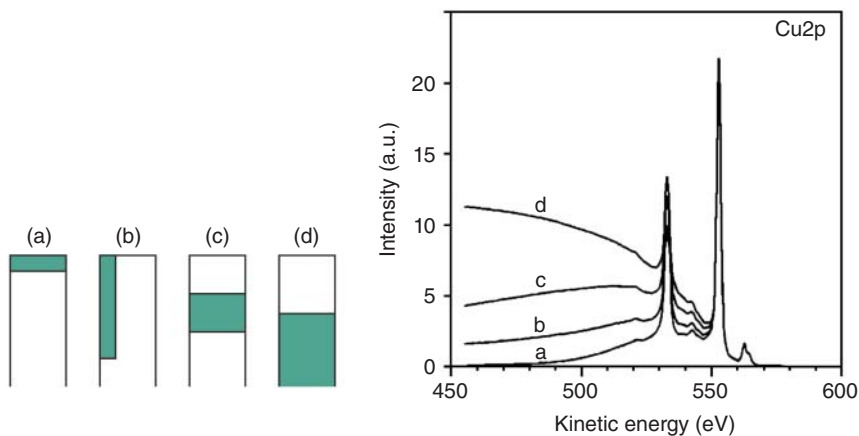 (a)
(b)
(c)
(d)
Cu2p
Intensity (a.u.)
20
15
10
5
0
d
c
b
a
450
500
550
600
Kinetic energy (eV)